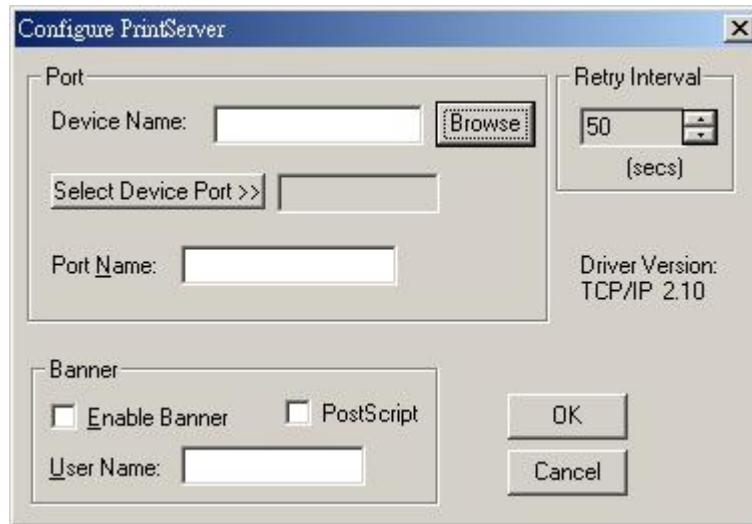 Configure PrintServer
Port
Device Name:
Browse
Select Device Port >>
Port Name:
Retry Interval
50
(secs)
Driver Version:
TCP/IP 2.10
Banner
Enable Banner
PostScript
User Name:
OK
Cancel